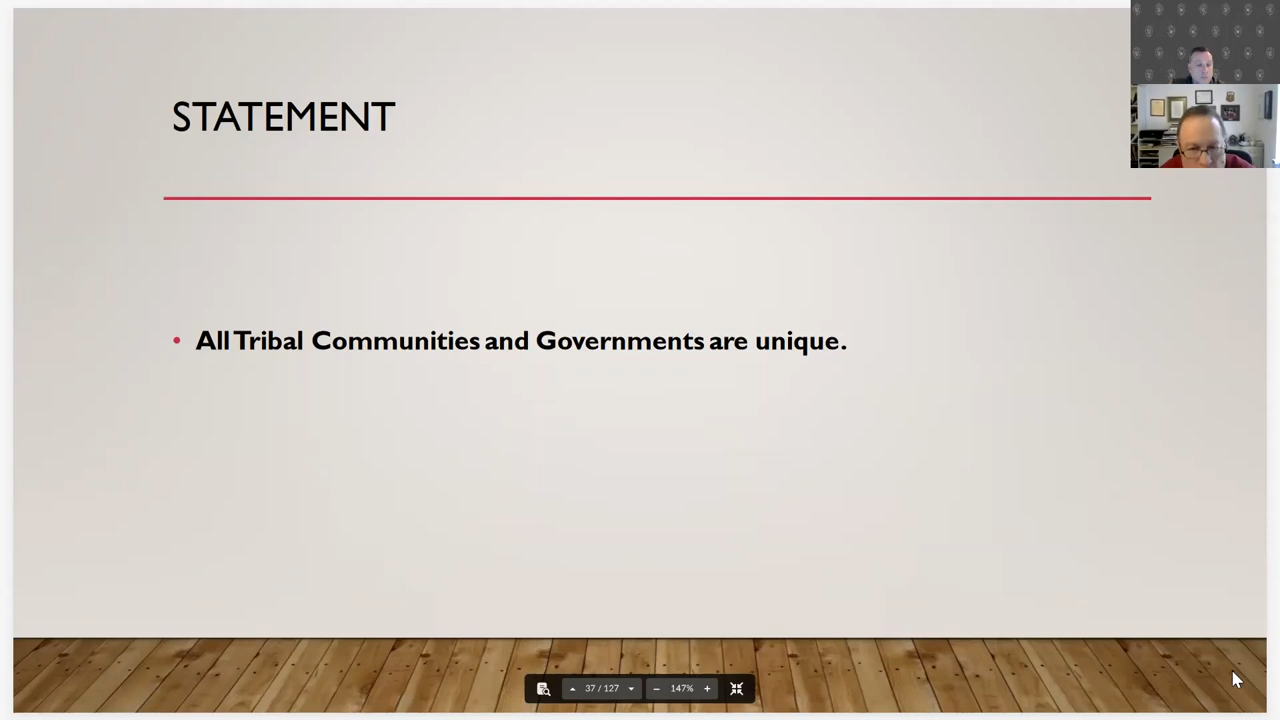 STATEMENT
• All Tribal Communities and Governments are unique.
37 / 127
147%